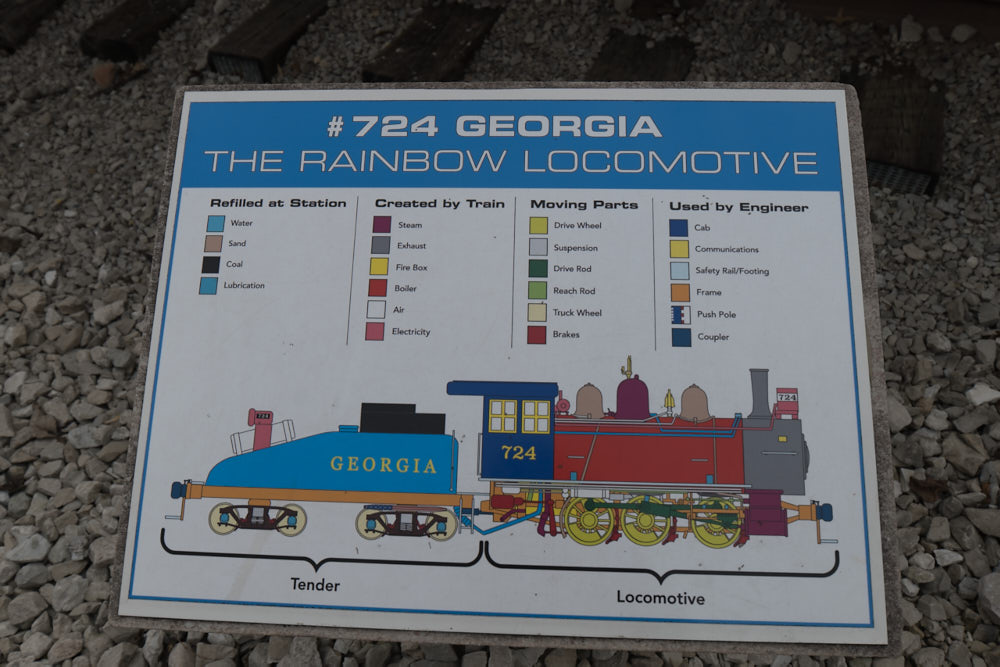 #724 GEORGIA
THE RAINBOW LOCOMOTIVE
Refilled at Station
Water
Sand
Coal
Lubrication
Created by Train
Steam
Exhaust
Fire Box
Boiler
Air
Electricity
Moving Parts
Drive Wheel
Suspension
Drive Rod
Reach Rod
Truck Wheel
Brakes
Used by Engineer
Cab
Communications
Safety Rail/Footing
Frame
Push Pole
Coupler
724
724
GEORGIA
724
Tender
Locomotive